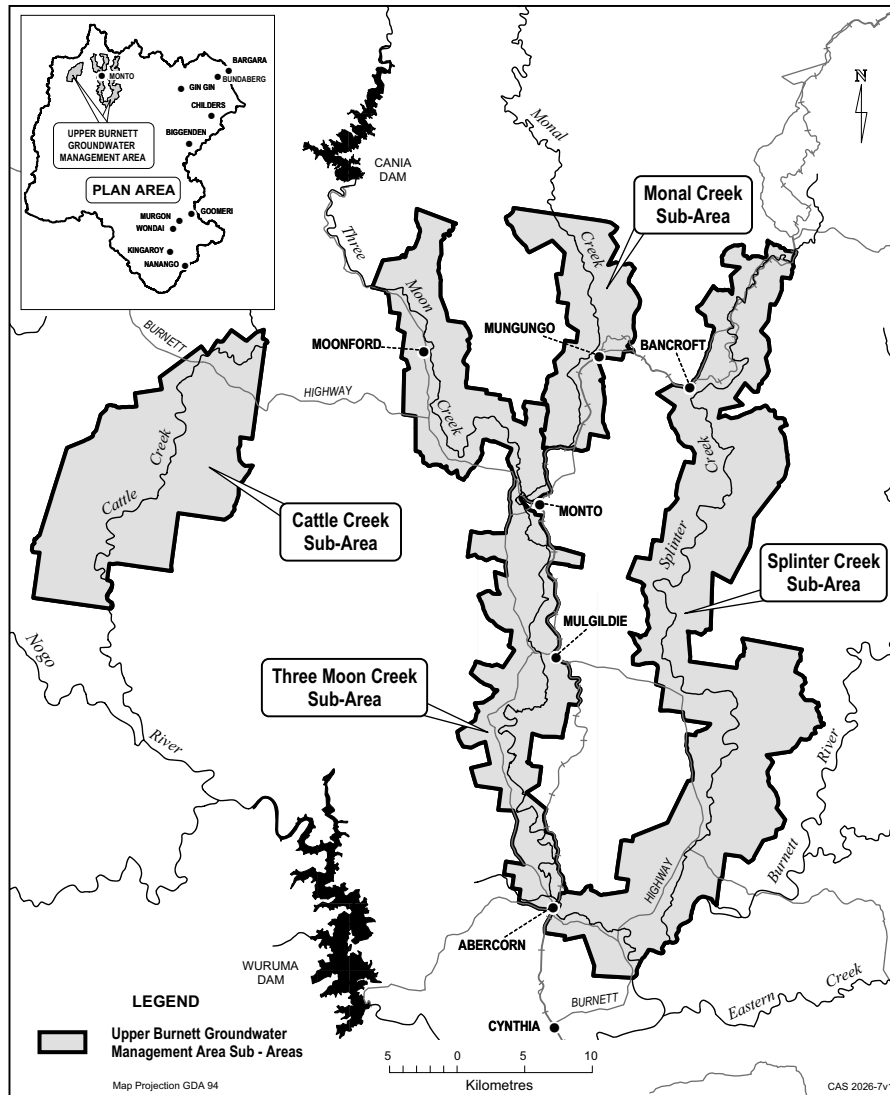 BARGARA
MONTO
BUNDABERG
GIN GIN
CHILDERS
UPPER BURNETT
GROUNDWATER
MANAGEMENT AREA
BIGGENDEN
PLAN AREA
MURGON
GOOMERI
WONDAI
KINGAROY
NANANGO
N
CANIA
DAM
Monal
Creek
Monal Creek
Sub-Area
Three
Moon
Creek
MOONFORD
MUNGUNGO
BANCROFT
BURNETT
HIGHWAY
Cattle
Creek
Cattle Creek
Sub-Area
MONTO
Splinter
Creek
Splinter Creek
Sub-Area
MULGILDIE
Three Moon Creek
Sub-Area
Nogo
River
Burnett
River
HIGHWAY
BURNETT
ABERCORN
WURUMA
DAM
Eastern
Creek
CYNTHIA
LEGEND
Upper Burnett Groundwater
Management Area Sub - Areas
5 0 5 10
Kilometres
Map Projection GDA 94
CAS 2026-7v1